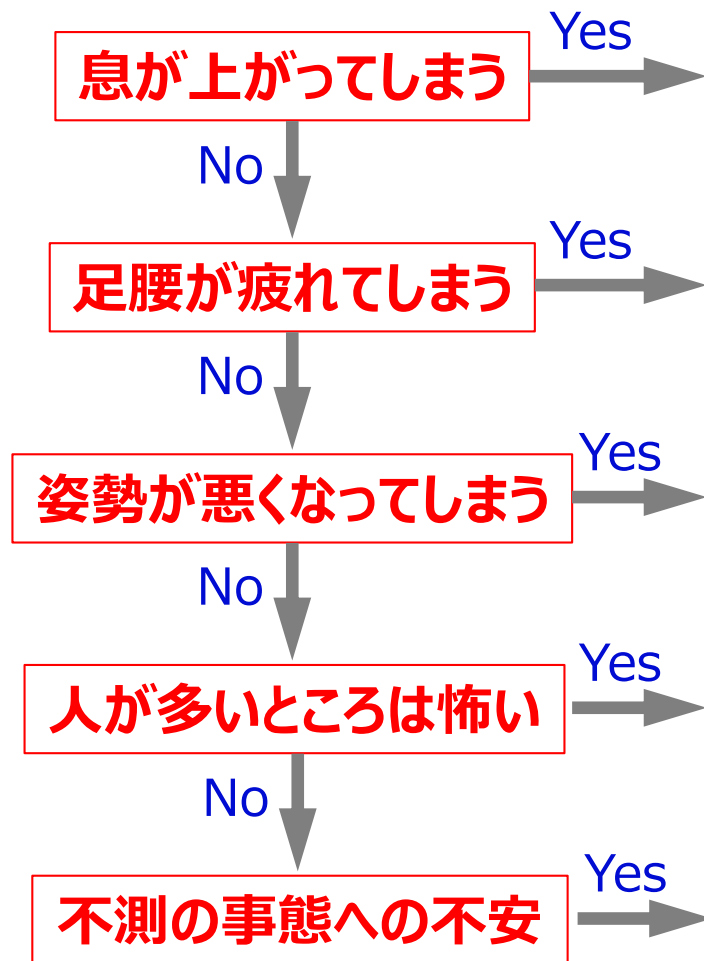 Yes
息が上がってしまう
No
Yes
足腰が疲れてしまう
No
Yes
姿勢が悪くなってしまう
No
Yes
人が多いところは怖い
No
Yes
不測の事態への不安